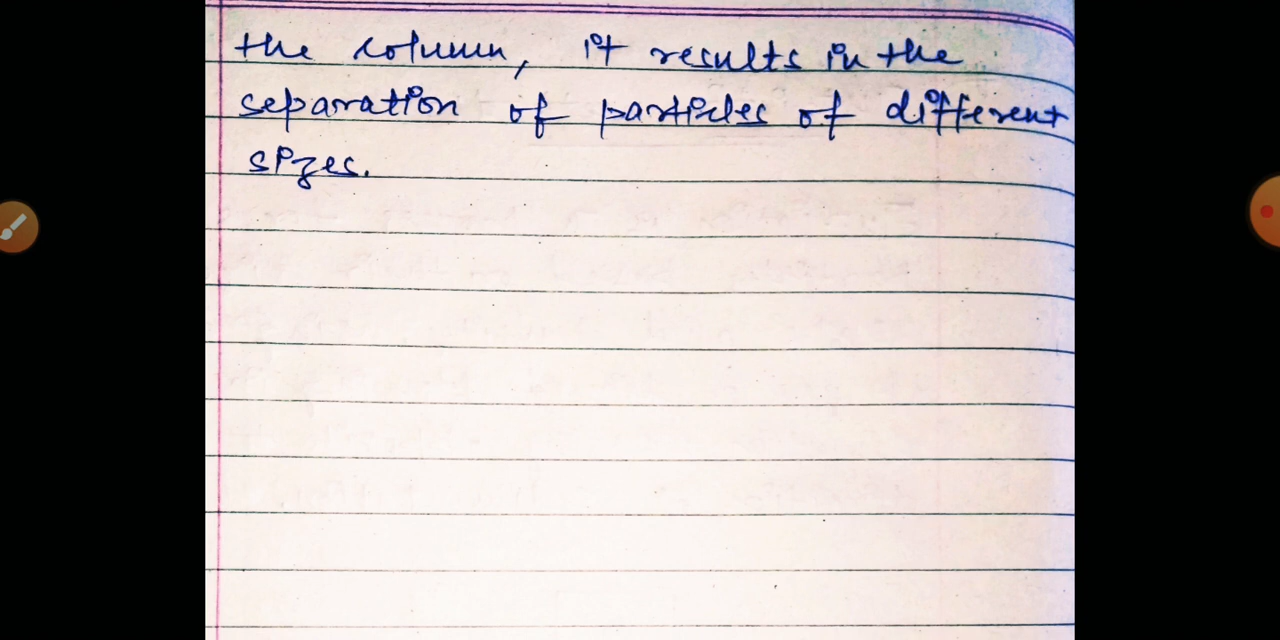 the column, it results in the
separation of particles of different
sizes.